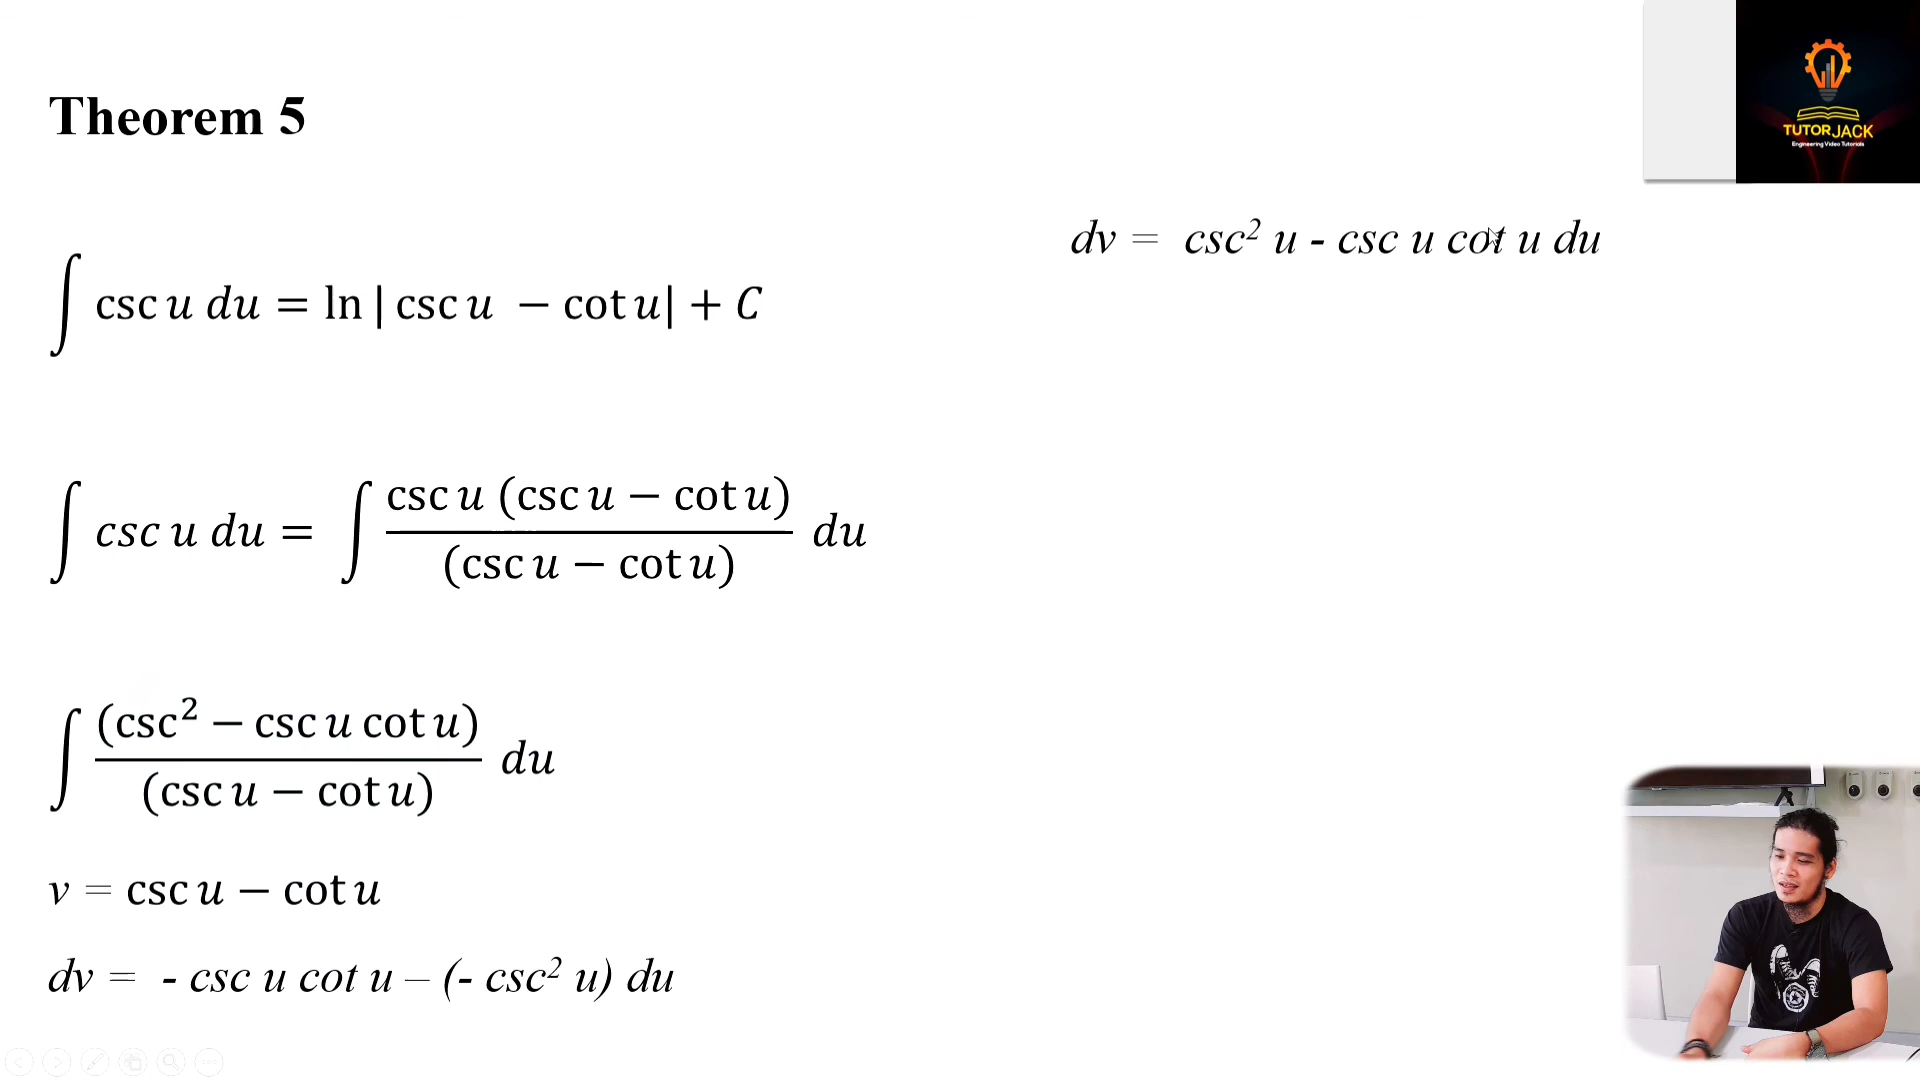 Theorem 5
∫ csc u du = ln | csc u − cot u| + C
∫ csc u du = ∫ csc u (csc u − cot u) / (csc u − cot u) du
∫ (csc² − csc u cot u) / (csc u − cot u) du
v = csc u − cot u
dv = - csc u cot u – (- csc² u) du
dv = csc² u - csc u cot u du
TUTORJACK
Engineering Video Tutorials